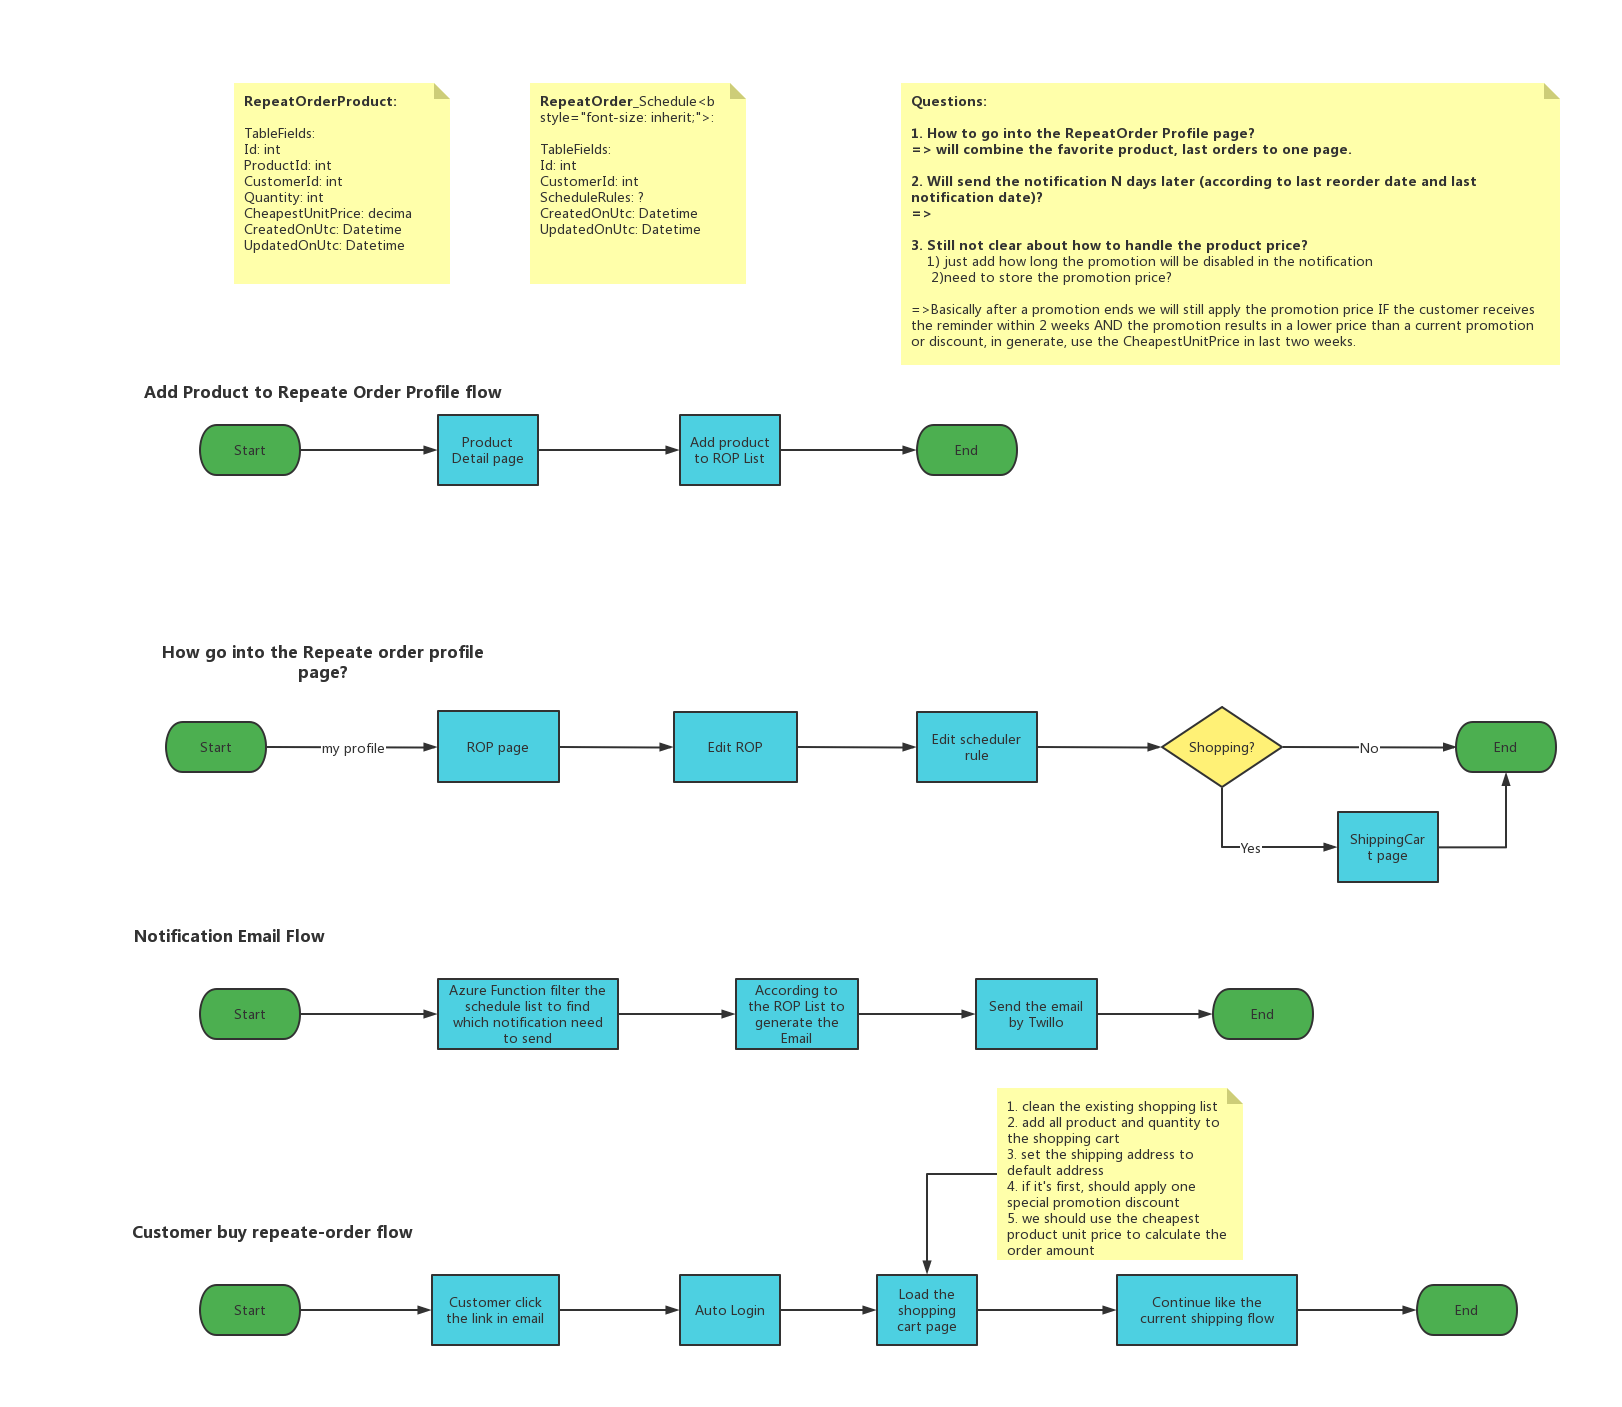 RepeatOrderProduct:
TableFields:
Id: int
ProductId: int
CustomerId: int
Quantity: int
CheapestUnitPrice: decima
CreatedOnUtc: Datetime
UpdatedOnUtc: Datetime
RepeatOrder_Schedule<b
style="font-size: inherit;">:
TableFields:
Id: int
CustomerId: int
ScheduleRules: ?
CreatedOnUtc: Datetime
UpdatedOnUtc: Datetime
Questions:
1. How to go into the RepeatOrder Profile page?
=> will combine the favorite product, last orders to one page.
2. Will send the notification N days later (according to last reorder date and last
notification date)?
=>
3. Still not clear about how to handle the product price?
1) just add how long the promotion will be disabled in the notification
2)need to store the promotion price?
=>Basically after a promotion ends we will still apply the promotion price IF the customer receives
the reminder within 2 weeks AND the promotion results in a lower price than a current promotion
or discount, in generate, use the CheapestUnitPrice in last two weeks.
Add Product to Repeate Order Profile flow
Start
Product
Detail page
Add product
to ROP List
End
How go into the Repeate order profile
page?
Start
my profile
ROP page
Edit ROP
Edit scheduler
rule
Shopping?
No
End
Yes
ShippingCar
t page
Notification Email Flow
Start
Azure Function filter the
schedule list to find
which notification need
to send
According to
the ROP List to
generate the
Email
Send the email
by Twillo
End
1. clean the existing shopping list
2. add all product and quantity to
the shopping cart
3. set the shipping address to
default address
4. if it's first, should apply one
special promotion discount
5. we should use the cheapest
product unit price to calculate the
order amount
Customer buy repeate-order flow
Start
Customer click
the link in email
Auto Login
Load the
shopping
cart page
Continue like the
current shipping flow
End